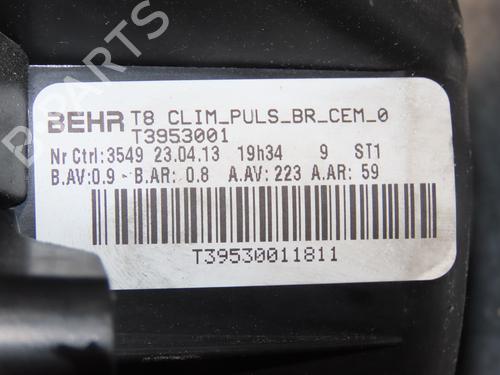 BEHR T8 CLIM_PULS_BR_CEM_0
T3953001
Nr Ctrl:3549 23.04.13 19h34 9 ST1
B.AV:0.9 - B.AR: 0.8 A.AV: 223 A.AR: 59
T39530011811